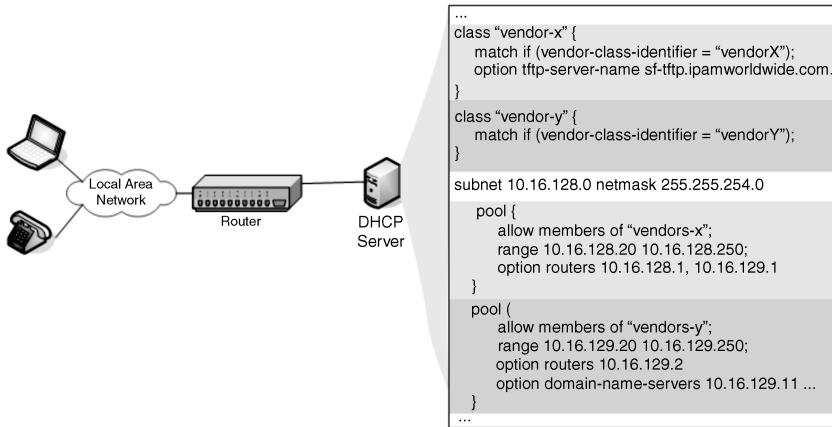 ...
class “vendor-x” {
match if (vendor-class-identifier = “vendorX”);
option tftp-server-name sf-tftp.ipamworldwide.com.
}
class “vendor-y” {
match if (vendor-class-identifier = “vendorY”);
}
subnet 10.16.128.0 netmask 255.255.254.0
pool {
allow members of “vendors-x”;
range 10.16.128.20 10.16.128.250;
option routers 10.16.128.1, 10.16.129.1
}
pool (
allow members of “vendors-y”;
range 10.16.129.20 10.16.129.250;
option routers 10.16.129.2
option domain-name-servers 10.16.129.11 ...
}
...
Local Area
Network
Router
DHCP
Server